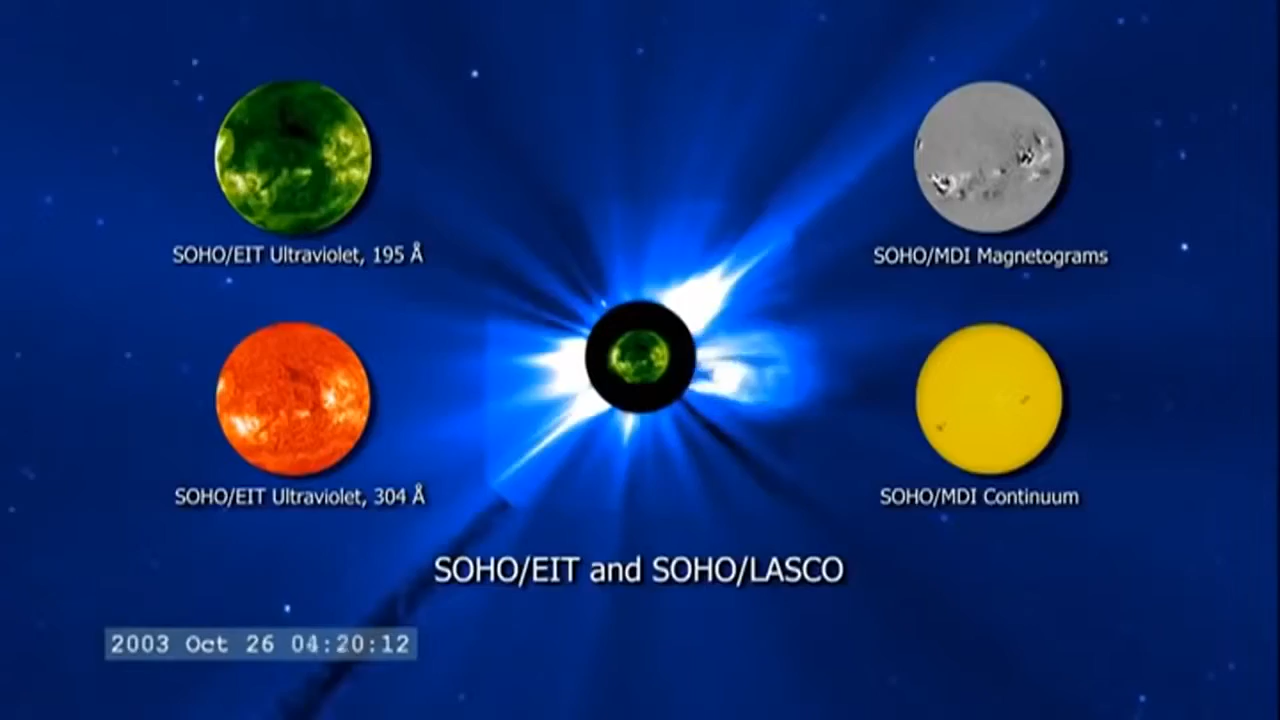 SOHO/EIT Ultraviolet, 195 Å
SOHO/MDI Magnetograms
SOHO/EIT Ultraviolet, 304 Å
SOHO/MDI Continuum
SOHO/EIT and SOHO/LASCO
2003 Oct 26 04:20:12